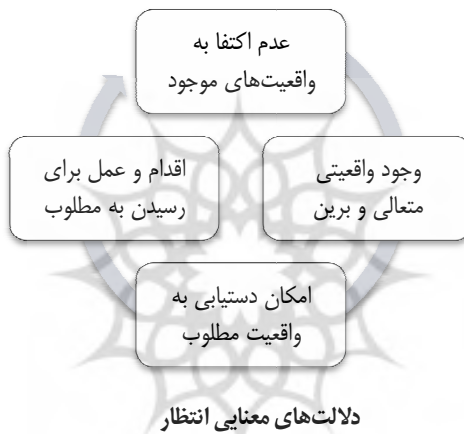 عدم اکتفا به
واقعیت‌های موجود
وجود واقعیتی
متعالی و برین
امکان دستیابی به
واقعیت مطلوب
اقدام و عمل برای
رسیدن به مطلوب
دلالت‌های معنایی انتظار